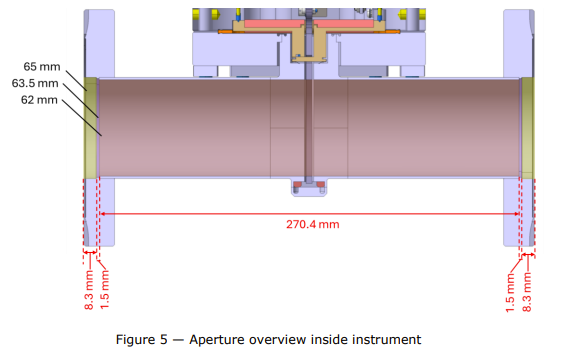 65 mm
63.5 mm
62 mm
270.4 mm
8.3 mm
1.5 mm
1.5 mm
8.3 mm
Figure 5 — Aperture overview inside instrument